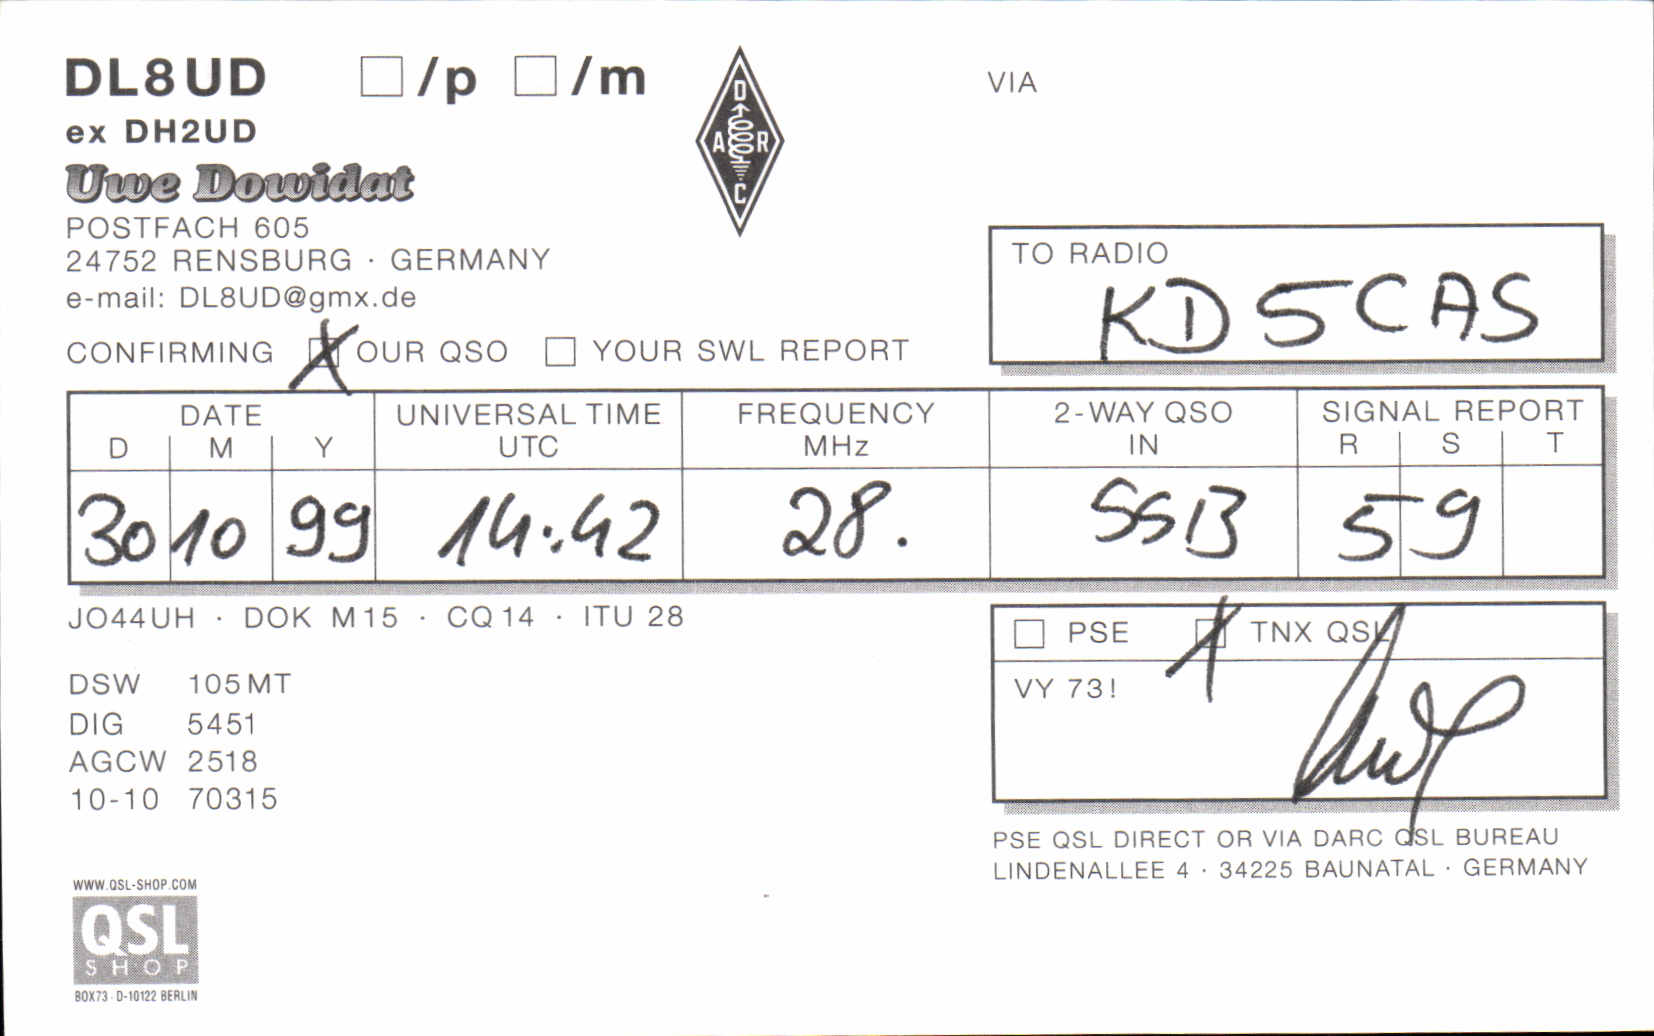 DL8UD /p /m
ex DH2UD
Uwe Dowidat
POSTFACH 605
24752 RENSBURG · GERMANY
e-mail: DL8UD@gmx.de
D
A R
C
VIA
TO RADIO
KD5CAS
CONFIRMING OUR QSO YOUR SWL REPORT
DATE UNIVERSAL TIME FREQUENCY 2-WAY QSO SIGNAL REPORT
D M Y UTC MHz IN R S T
30 10 99 14:42 28. SSB 5 9
JO44UH · DOK M15 · CQ14 · ITU 28
DSW 105MT
DIG 5451
AGCW 2518
10-10 70315
PSE TNX QSL
VY 73!
PSE QSL DIRECT OR VIA DARC QSL BUREAU
LINDENALLEE 4 · 34225 BAUNATAL · GERMANY
WWW.QSL-SHOP.COM
QSL
SHOP
BOX73 · D-10122 BERLIN